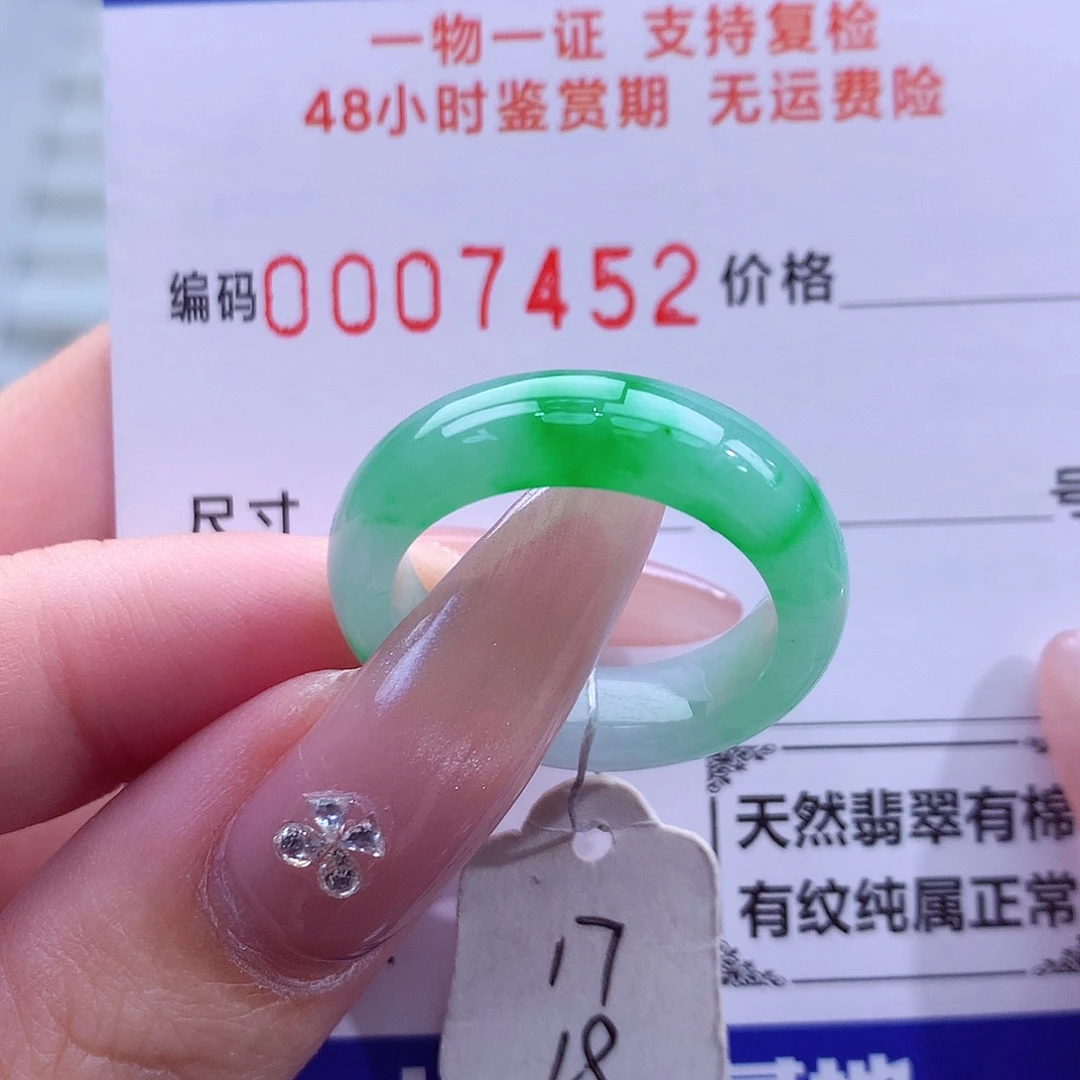 一物一证 支持复检
48小时鉴赏期 无运费险
编码0007452 价格
尺寸
号
天然翡翠有棉
有纹纯属正常
17
18